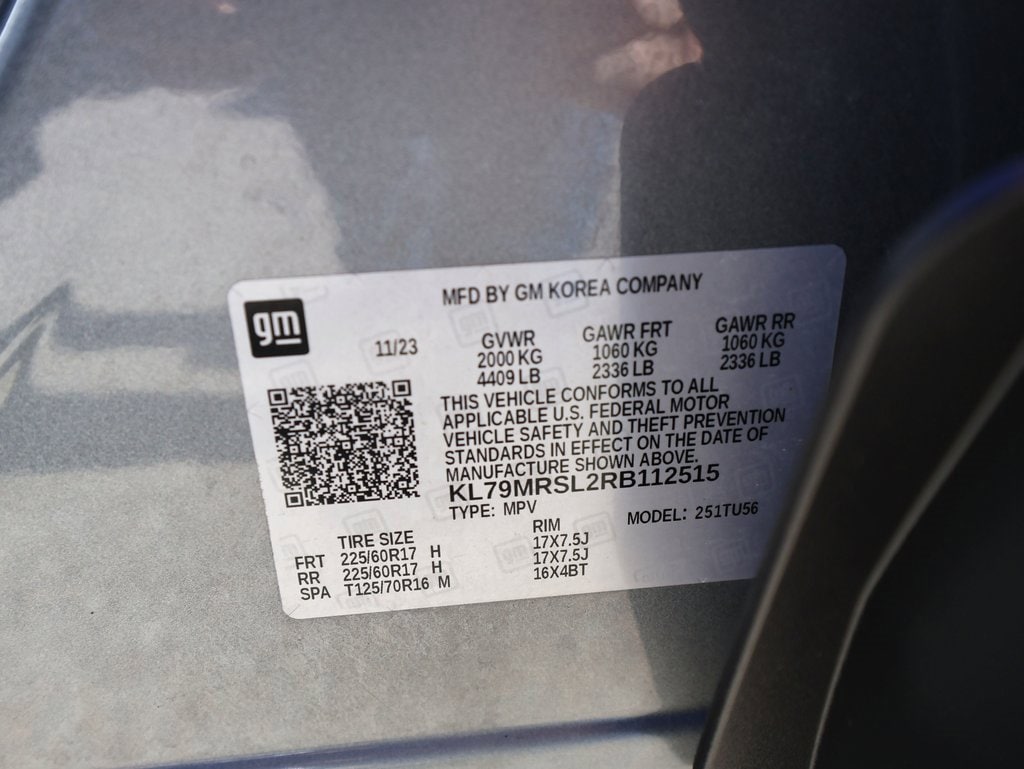 gm
MFD BY GM KOREA COMPANY
11/23
GVWR GAWR FRT GAWR RR
2000 KG 1060 KG 1060 KG
4409 LB 2336 LB 2336 LB
THIS VEHICLE CONFORMS TO ALL
APPLICABLE U.S. FEDERAL MOTOR
VEHICLE SAFETY AND THEFT PREVENTION
STANDARDS IN EFFECT ON THE DATE OF
MANUFACTURE SHOWN ABOVE.
KL79MRSL2RB112515
TYPE: MPV MODEL: 251TU56
TIRE SIZE RIM
FRT 225/60R17 H 17X7.5J
RR 225/60R17 H 17X7.5J
SPA T125/70R16 M 16X4BT